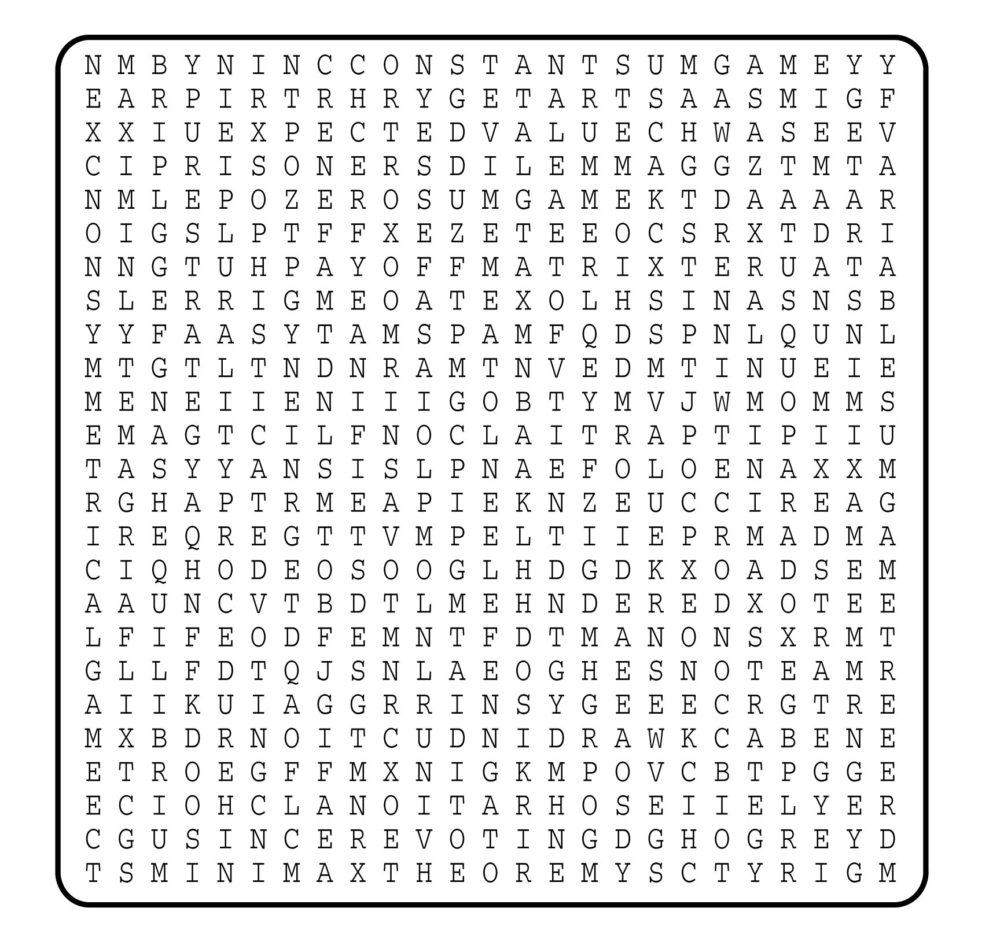 N M B Y N I N C C O N S T A N T S U M G A M E Y Y
E A R P I R T R H R Y G E T A R T S A A S M I G F
X X I U E X P E C T E D V A L U E C H W A S E E V
C I P R I S O N E R S D I L E M M A G G Z T M T A
N M L E P O Z E R O S U M G A M E K T D A A A A R
O I G S L P T F F X E Z E T E E O C S R X T D R I
N N G T U H P A Y O F F M A T R I X T E R U A T A
S L E R R I G M E O A T E X O L H S I N A S N S B
Y Y F A A S Y T A M S P A M F Q D S P N L Q U N L
M T G T L T N D N R A M T N V E D M T I N U E I E
M E N E I I E N I I I G O B T Y M V J W M O M M S
E M A G T C I L F N O C L A I T R A P T I P I I U
T A S Y Y A N S I S L P N A E F O L O E N A X X M
R G H A P T R M E A P I E K N Z E U C C I R E A G
I R E Q R E G T T V M P E L T I I E P R M A D M A
C I Q H O D E O S O O G L H D G D K X O A D S E M
A A U N C V T B D T L M E H N D E R E D X O T E E
L F I F E O D F E M N T F D T M A N O N S X R M T
G L L F D T Q J S N L A E O G H E S N O T E A M R
A I I K U I A G G R R I N S Y G E E E C R G T R E
M X B D R N O I T C U D N I D R A W K C A B E N E
E T R O E G F F M X N I G K M P O V C B T P G G E
E C I O H C L A N O I T A R H O S E I I E L Y E R
C G U S I N C E R E V O T I N G D G H O G R E Y D
T S M I N I M A X T H E O R E M Y S C T Y R I G M